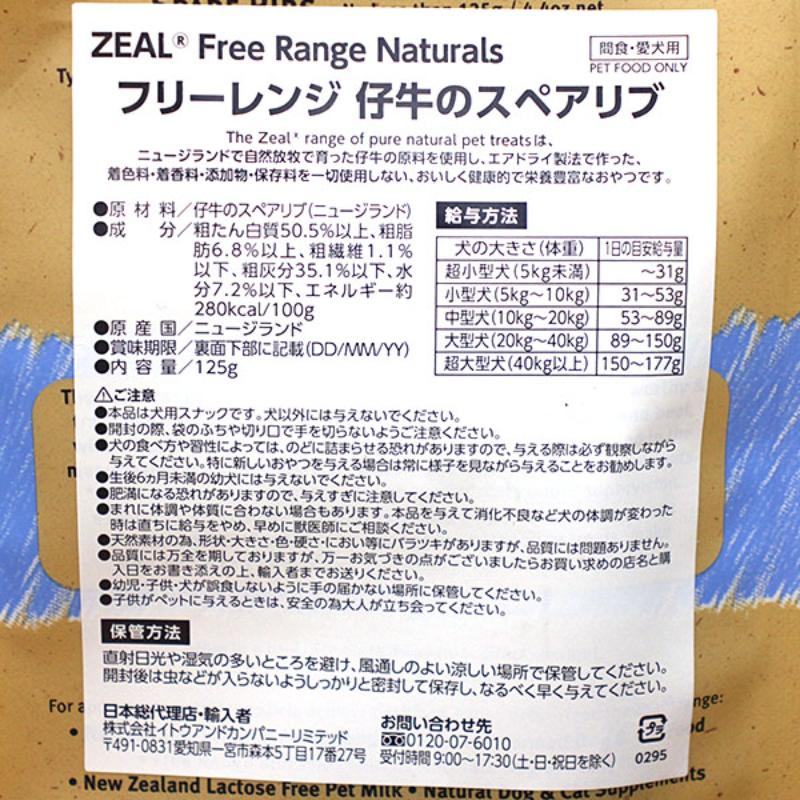 No less than 125g / 4.4oz net
ZEAL® Free Range Naturals
間食・愛犬用
PET FOOD ONLY
フリーレンジ 仔牛のスペアリブ
The Zeal® range of pure natural pet treatsは、
ニュージランドで自然放牧で育った仔牛の原料を使用し、エアドライ製法で作った、
着色料・着香料・添加物・保存料を一切使用しない、おいしく健康的で栄養豊富なおやつです。
●原材料／仔牛のスペアリブ(ニュージランド)
●成 分／粗たん白質50.5%以上、粗脂
肪6.8%以上、粗繊維1.1%
以下、粗灰分35.1%以下、水
分7.2%以下、エネルギー約
280kcal/100g
●原産国／ニュージランド
●賞味期限／裏面下部に記載(DD/MM/YY)
●内容量／125g
給与方法
犬の大きさ(体重) 1日の目安給与量
超小型犬(5kg未満) 〜31g
小型犬(5kg〜10kg) 31〜53g
中型犬(10kg〜20kg) 53〜89g
大型犬(20kg〜40kg) 89〜150g
超大型犬(40kg以上) 150〜177g
⚠ご注意
●本品は犬用スナックです。犬以外には与えないでください。
●開封の際、袋のふちや切り口で手を切らないようご注意ください。
●犬の食べ方や習性によっては、のどに詰まらせる恐れがありますので、与える際は必ず観察しながら
与えてください。特に新しいおやつを与える場合は常に様子を見ながら与えることをお勧めします。
●生後6ヵ月未満の幼犬には与えないでください。
●肥満になる恐れがありますので、与えすぎに注意してください。
●まれに体調や体質に合わない場合もあります。本品を与えて消化不良など犬の体調が変わった
時は直ちに給与をやめ、早めに獣医師にご相談ください。
●天然素材の為、形状・大きさ・色・硬さ・におい等にバラツキがありますが、品質には問題ありません。
●品質には万全を期しておりますが、万一お気づきの点がございましたらお買い求めの店名と購
入日をお書き添えの上、輸入者までお送りください。
●幼児・子供・犬が誤食しないように手の届かない場所に保管してください。
●子供がペットに与えるときは、安全の為大人が立ち会ってください。
保管方法
直射日光や湿気の多いところを避け、風通しのよい涼しい場所で保管してください。
開封後は虫などが入らないようしっかりと密封して保存し、なるべく早く与えてください。
日本総代理店・輸入者
株式会社イトウアンドカンパニーリミテッド
〒491-0831愛知県一宮市森本5丁目17番27号
お問い合わせ先
0120-07-6010
受付時間 9:00〜17:30(土・日・祝日を除く)
プラ
0295
For a
nge:
• New Zealand Lactose Free Pet Milk • Natural Dog & Cat Supplements